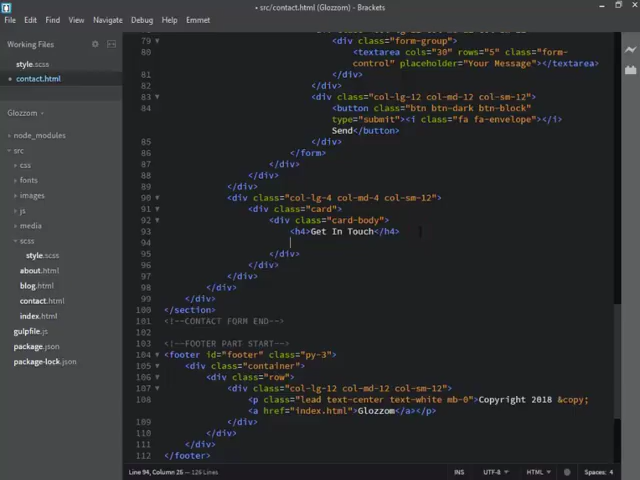 • src/contact.html (Glozzom) - Brackets
File Edit Find View Navigate Debug Help Emmet
Working Files
style.scss
contact.html
Glozzom
node_modules
src
css
fonts
images
js
media
scss
style.scss
about.html
blog.html
contact.html
index.html
gulpfile.js
package.json
package-lock.json
79 <div class="form-group">
80 <textarea cols="30" rows="5" class="form-
control" placeholder="Your Message"></textarea>
81 </div>
82 </div>
83 <div class="col-lg-12 col-md-12 col-sm-12">
84 <button class="btn btn-dark btn-block"
type="submit"><i class="fa fa-envelope"></i>
Send</button>
85 </div>
86 </form>
87 </div>
88 </div>
89 </div>
90 <div class="col-lg-4 col-md-4 col-sm-12">
91 <div class="card">
92 <div class="card-body">
93 <h4>Get In Touch</h4>
94
95 </div>
96 </div>
97 </div>
98 </div>
99 </div>
100 </section>
101 <!--CONTACT FORM END-->
102
103 <!--FOOTER PART START-->
104 <footer id="footer" class="py-3">
105 <div class="container">
106 <div class="row">
107 <div class="col-lg-12 col-md-12 col-sm-12">
108 <p class="lead text-center text-white mb-0">Copyright 2018 &copy;
<a href="index.html">Glozzom</a></p>
109 </div>
110 </div>
111 </div>
112 </footer>
Line 94, Column 26 — 126 Lines
INS UTF-8 HTML Spaces: 4